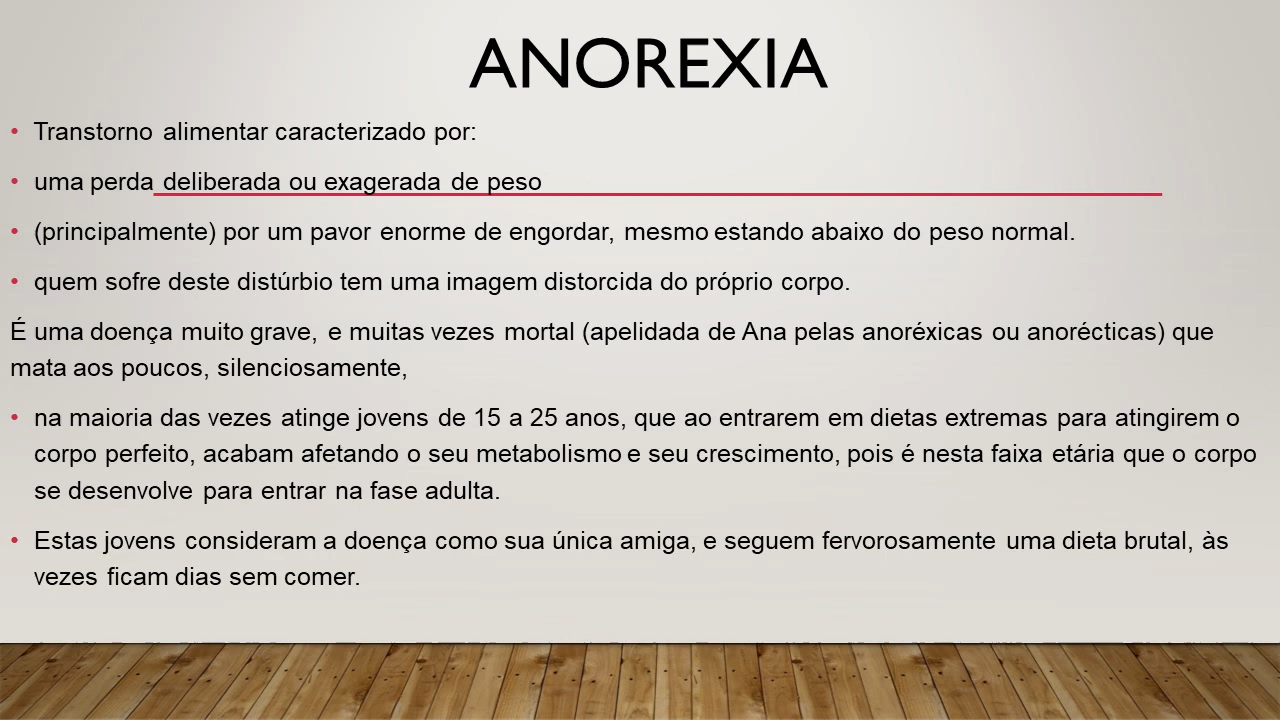 ANOREXIA
• Transtorno alimentar caracterizado por:
• uma perda deliberada ou exagerada de peso
• (principalmente) por um pavor enorme de engordar, mesmo estando abaixo do peso normal.
• quem sofre deste distúrbio tem uma imagem distorcida do próprio corpo.
É uma doença muito grave, e muitas vezes mortal (apelidada de Ana pelas anoréxicas ou anorécticas) que
mata aos poucos, silenciosamente,
• na maioria das vezes atinge jovens de 15 a 25 anos, que ao entrarem em dietas extremas para atingirem o
corpo perfeito, acabam afetando o seu metabolismo e seu crescimento, pois é nesta faixa etária que o corpo
se desenvolve para entrar na fase adulta.
• Estas jovens consideram a doença como sua única amiga, e seguem fervorosamente uma dieta brutal, às
vezes ficam dias sem comer.